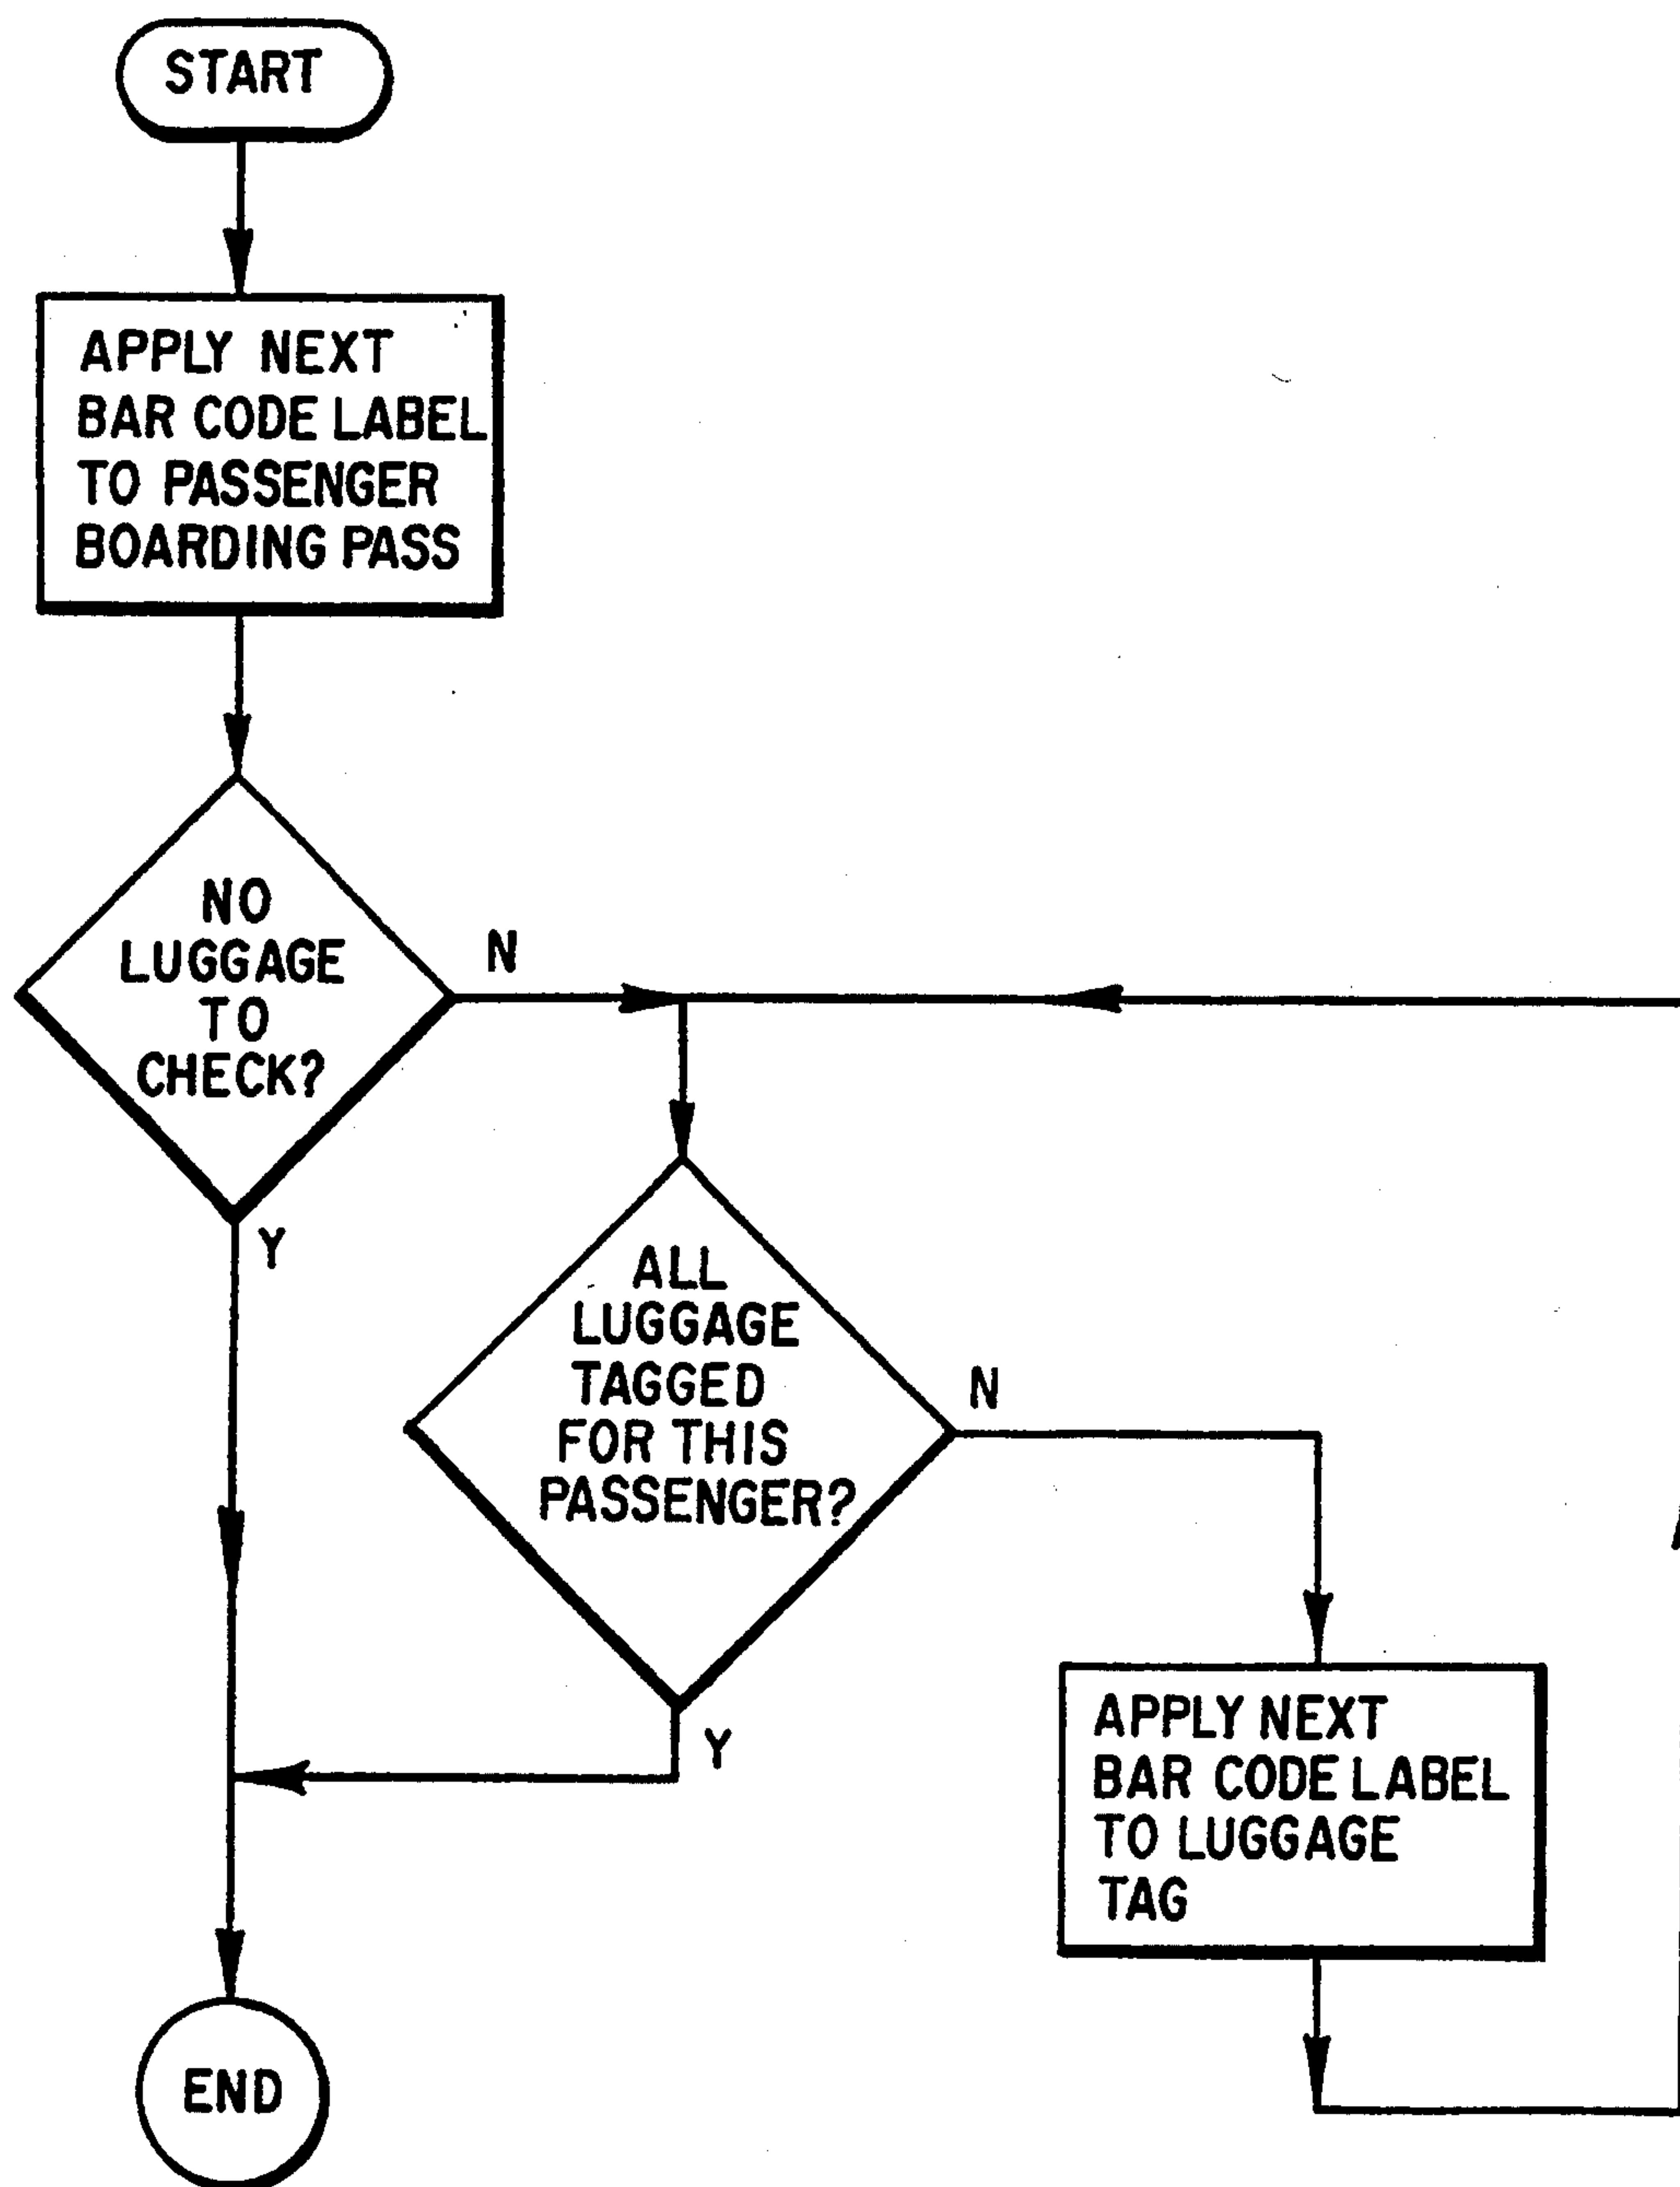 START
APPLY NEXT
BAR CODE LABEL
TO PASSENGER
BOARDING PASS
NO
LUGGAGE
TO
CHECK?
N
Y
ALL
LUGGAGE
TAGGED
FOR THIS
PASSENGER?
N
Y
APPLY NEXT
BAR CODE LABEL
TO LUGGAGE
TAG
END